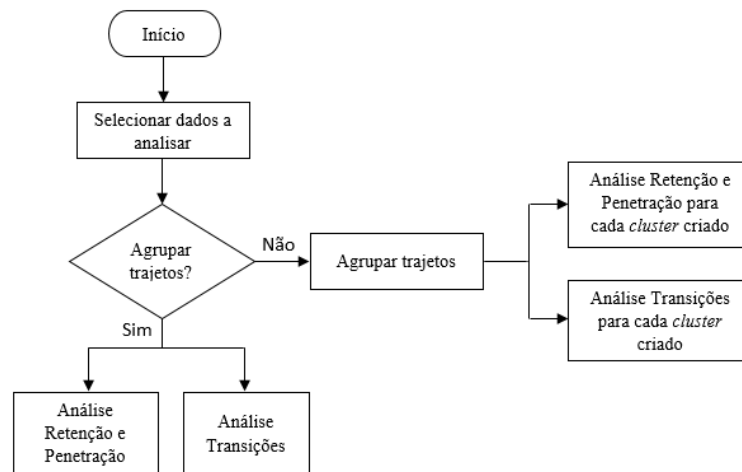 Início
Selecionar dados a
analisar
Agrupar
trajetos?
Não
Agrupar trajetos
Análise Retenção e
Penetração para
cada cluster criado
Análise Transições
para cada cluster
criado
Sim
Análise
Retenção e
Penetração
Análise
Transições